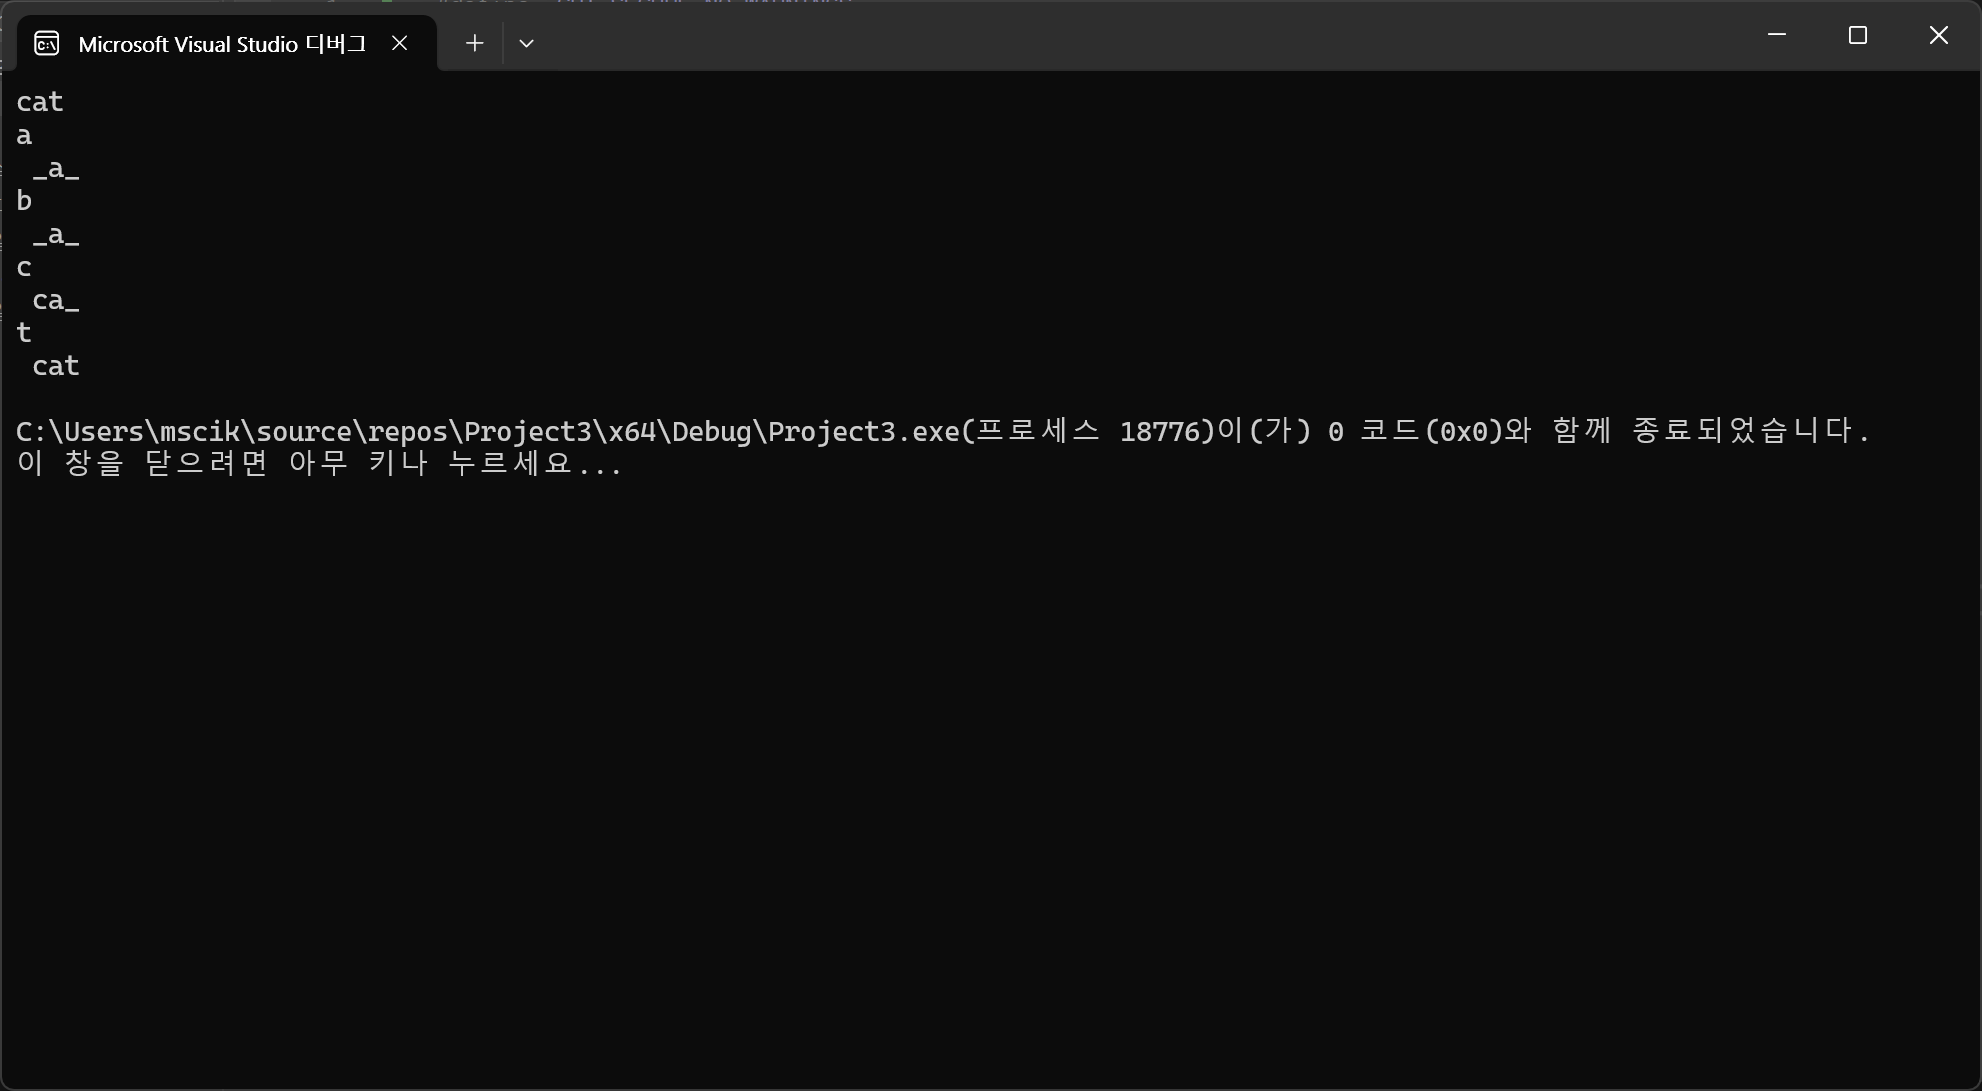 Microsoft Visual Studio 디버그
cat
a
 _a_
b
 _a_
c
 ca_
t
 cat
C:\Users\mscik\source\repos\Project3\x64\Debug\Project3.exe(프로세스 18776)이(가) 0 코드(0x0)와 함께 종료되었습니다.
이 창을 닫으려면 아무 키나 누르세요...